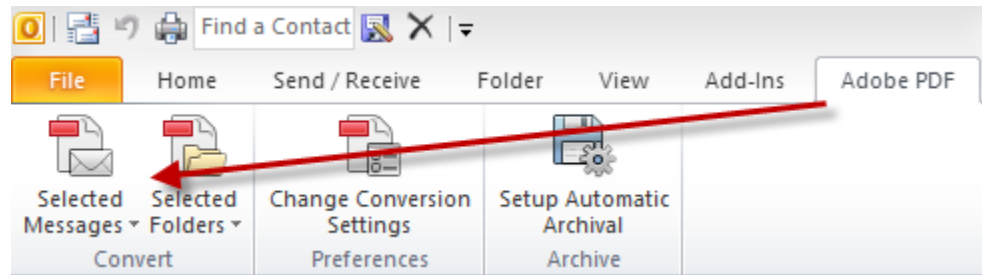 Find a Contact
File Home Send / Receive Folder View Add-Ins Adobe PDF
Selected Selected Change Conversion Setup Automatic
Messages Folders Settings Archival
Convert Preferences Archive